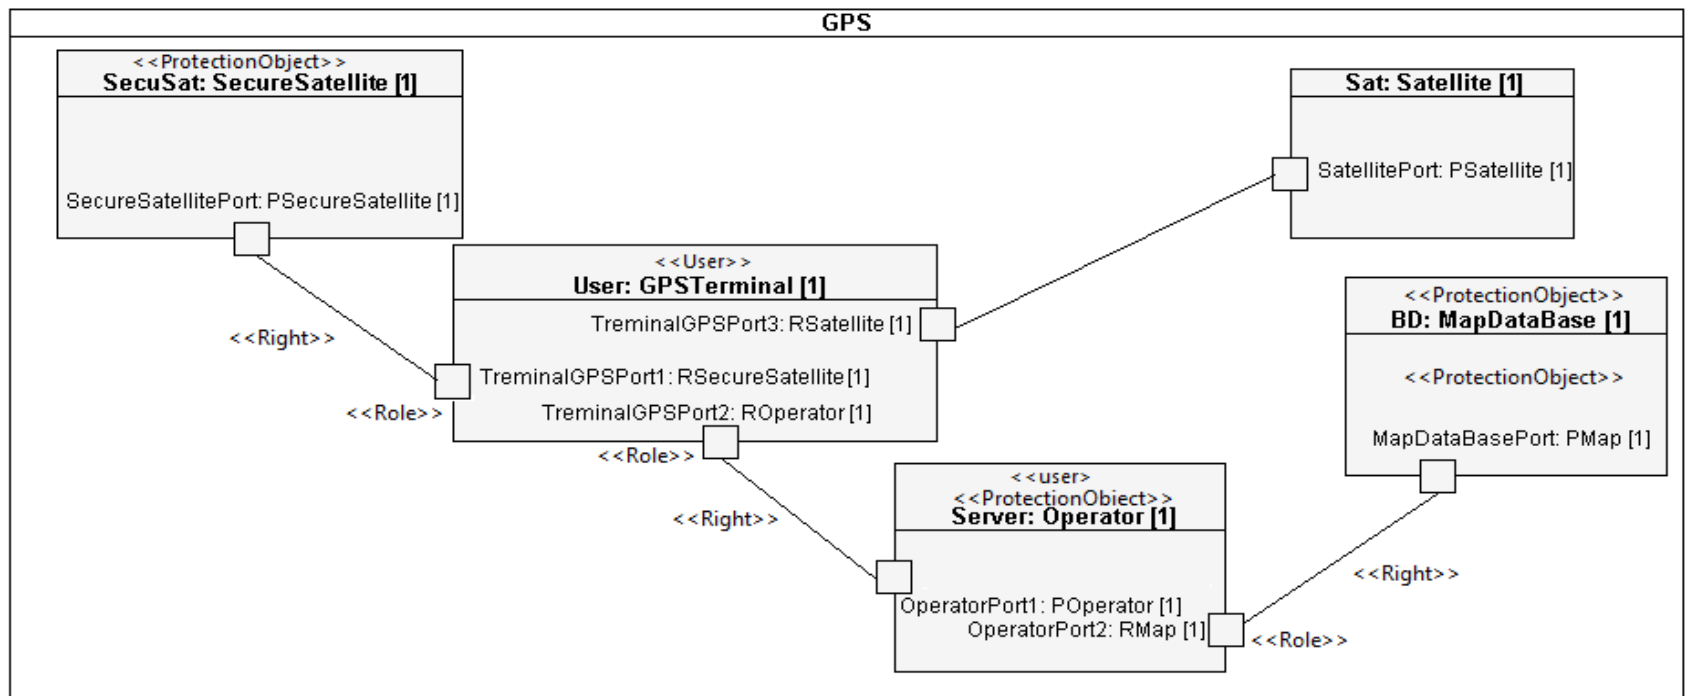 GPS
<<ProtectionObject>>
SecuSat: SecureSatellite [1]
SecureSatellitePort: PSecureSatellite [1]
Sat: Satellite [1]
SatellitePort: PSatellite [1]
<<User>>
User: GPSTerminal [1]
TreminalGPSPort3: RSatellite [1]
TreminalGPSPort1: RSecureSatellite [1]
TreminalGPSPort2: ROperator [1]
<<Right>>
<<Role>>
<<Role>>
<<Right>>
<<ProtectionObject>>
BD: MapDataBase [1]
<<ProtectionObject>>
MapDataBasePort: PMap [1]
<<user>
<<ProtectionObject>>
Server: Operator [1]
OperatorPort1: POperator [1]
OperatorPort2: RMap [1]
<<Right>>
<<Role>>